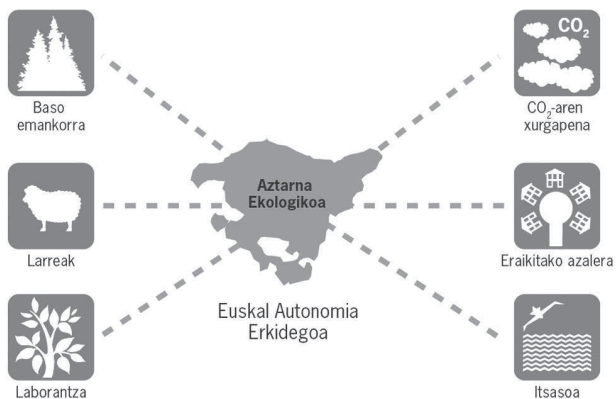 Baso
emankorra
CO₂
CO₂-aren
xurgapena
Aztarna
Ekologikoa
Larreak
Eraikitako azalera
Euskal Autonomia
Erkidegoa
Laborantza
Itsasoa